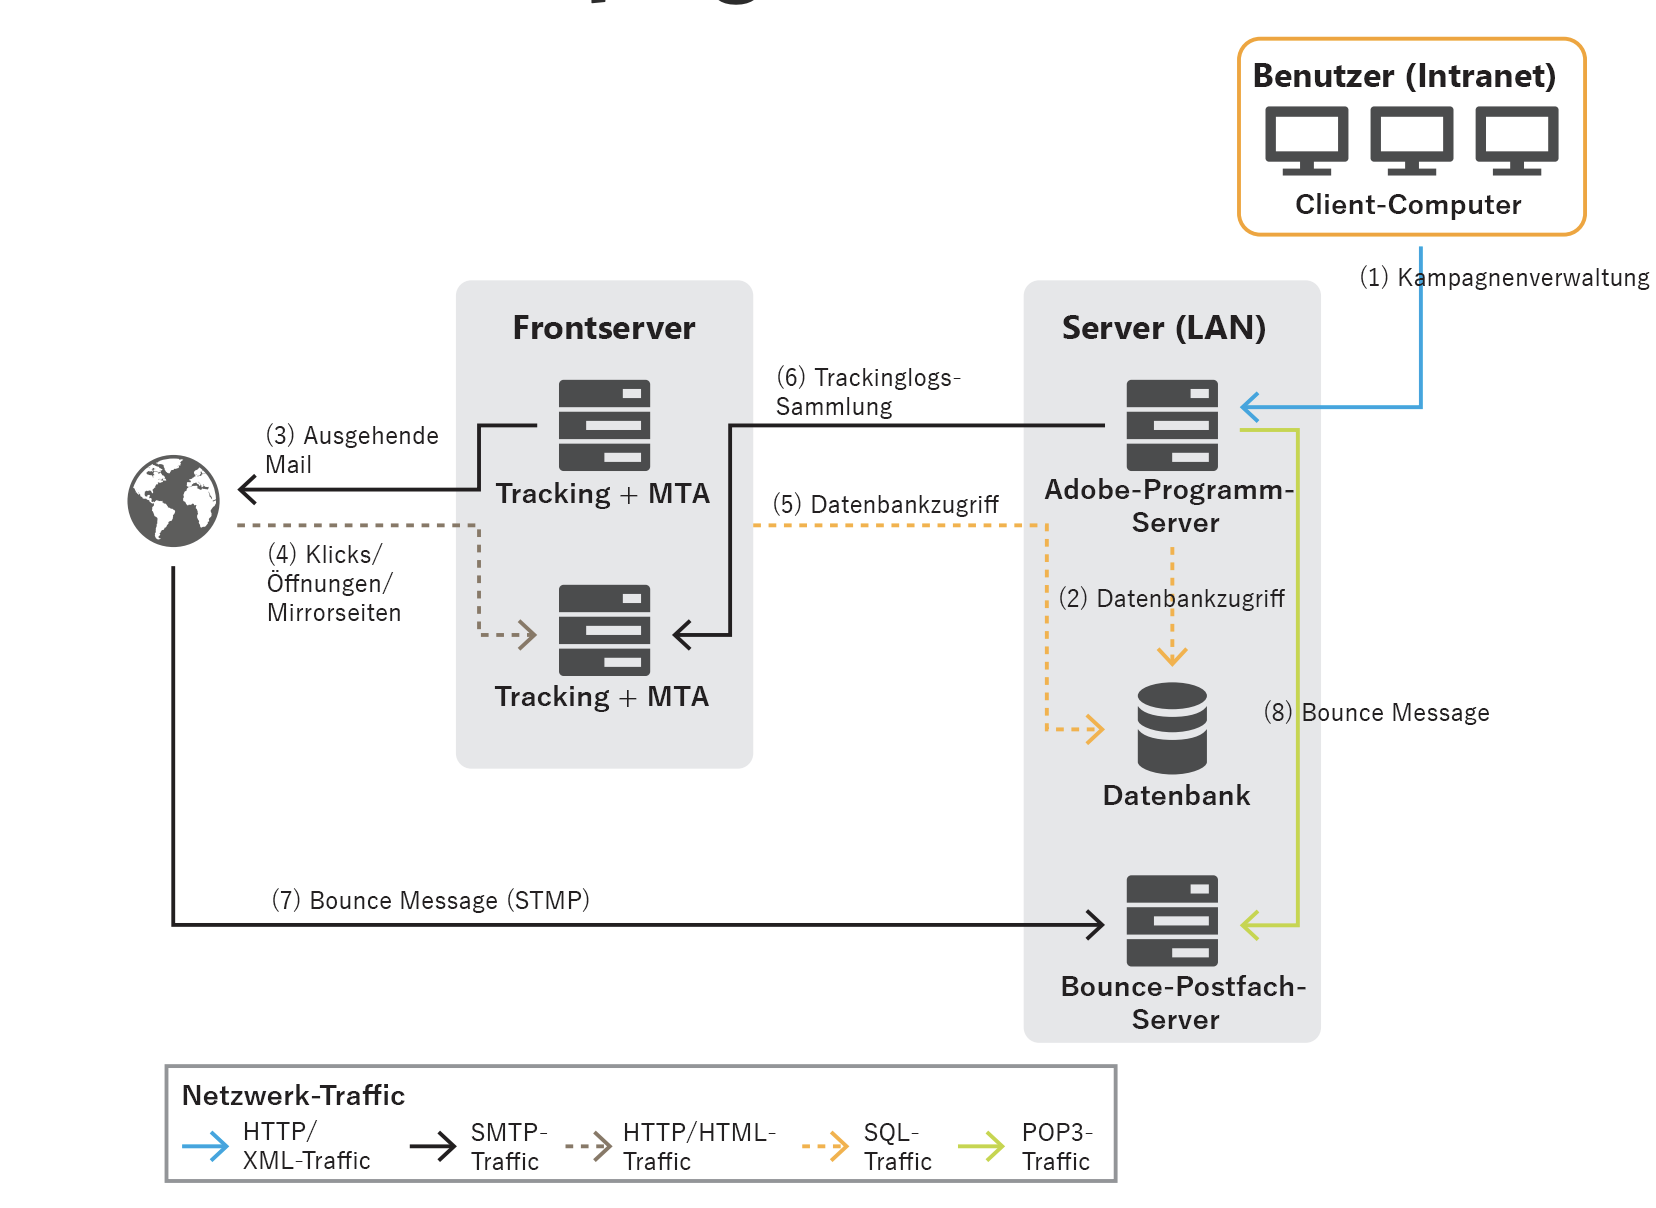 Benutzer (Intranet)
Client-Computer
(1) Kampagnenverwaltung
Frontserver
Server (LAN)
(6) Trackinglogs-
Sammlung
(3) Ausgehende
Mail
Tracking + MTA
Adobe-Programm-
Server
(5) Datenbankzugriff
(4) Klicks/
Öffnungen/
Mirrorseiten
(2) Datenbankzugriff
Tracking + MTA
(8) Bounce Message
Datenbank
(7) Bounce Message (STMP)
Bounce-Postfach-
Server
Netzwerk-Traffic
HTTP/
XML-Traffic
SMTP-
Traffic
HTTP/HTML-
Traffic
SQL-
Traffic
POP3-
Traffic